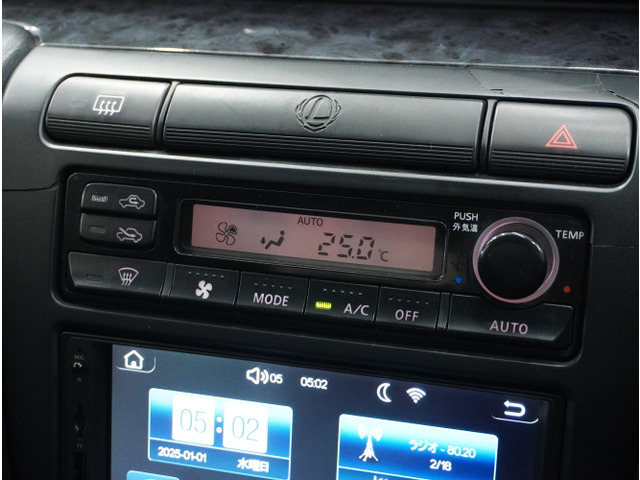 AUTO
25.0 °C
PUSH
外気温
TEMP
MODE
A/C
OFF
AUTO
05
05:02
05:02
2025-01-01
水曜日
ラジオ - 80.20
2/18